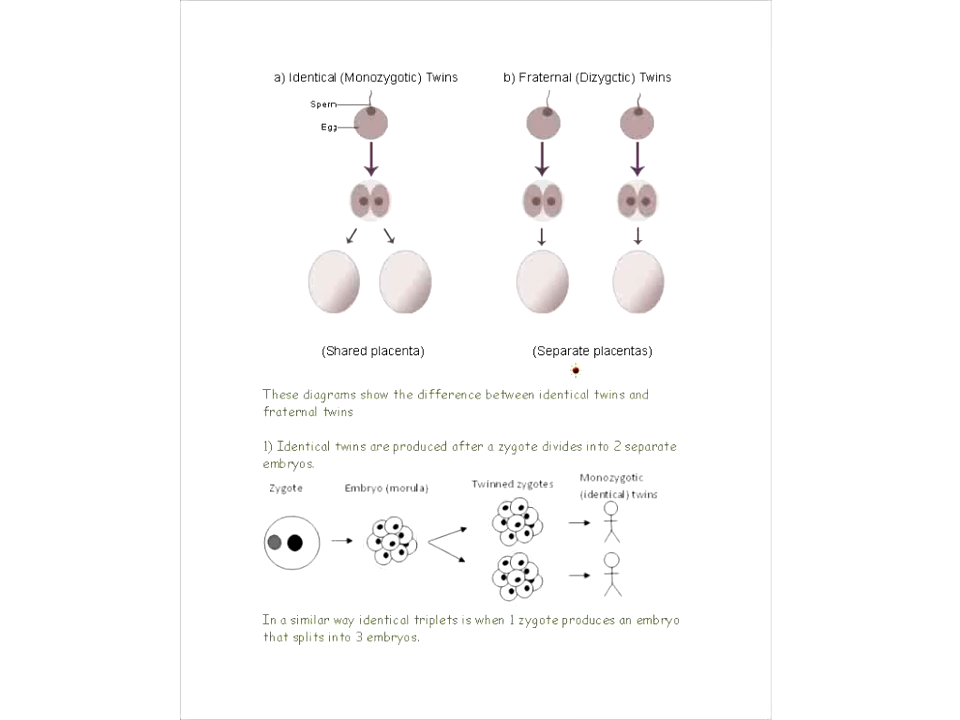 a) Identical (Monozygotic) Twins
b) Fraternal (Dizygctic) Twins
Sperm
Egg
(Shared placenta)
(Separate placentas)
These diagrams show the difference between identical twins and
fraternal twins
1) Identical twins are produced after a zygote divides into 2 separate
embryos.
Zygote
Embryo (morula)
Twinned zygotes
Monozygotic
(identical) twins
In a similar way identical triplets is when 1 zygote produces an embryo
that splits into 3 embryos.